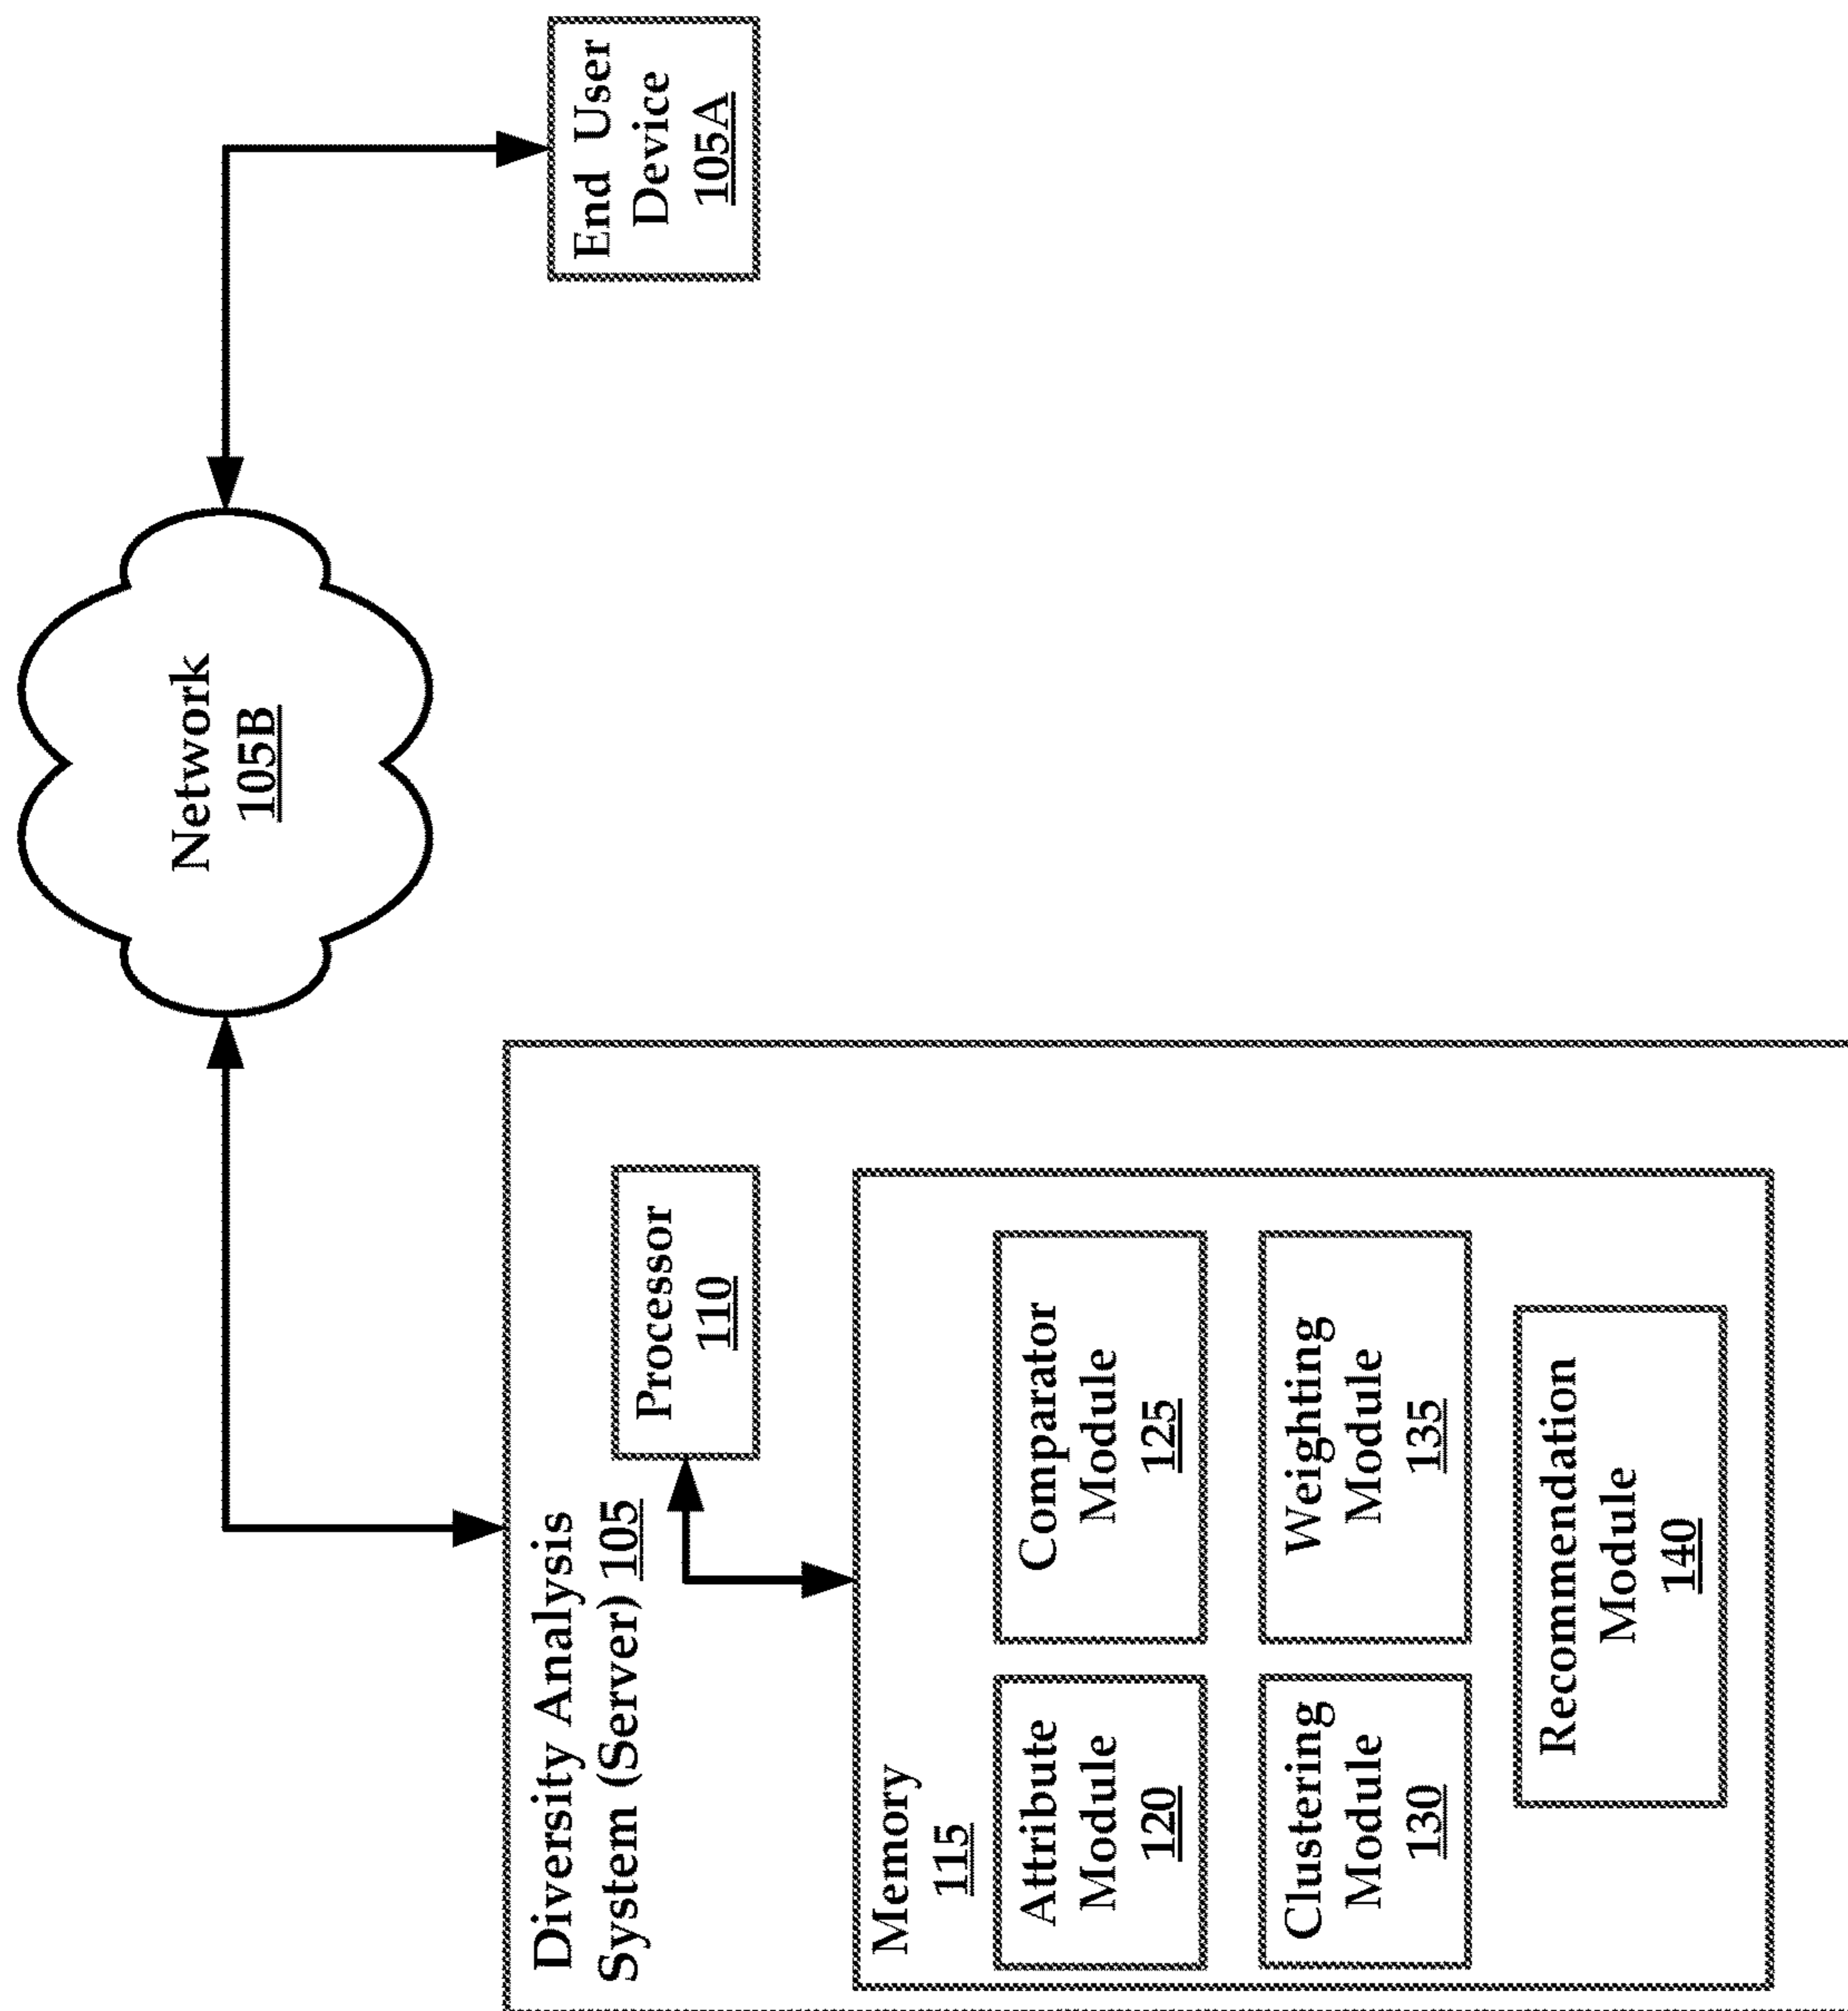 Network
105B
End User
Device
105A
Diversity Analysis
System (Server) 105
Processor
110
Memory
115
Attribute
Module
120
Comparator
Module
125
Clustering
Module
130
Weighting
Module
135
Recommendation
Module
140